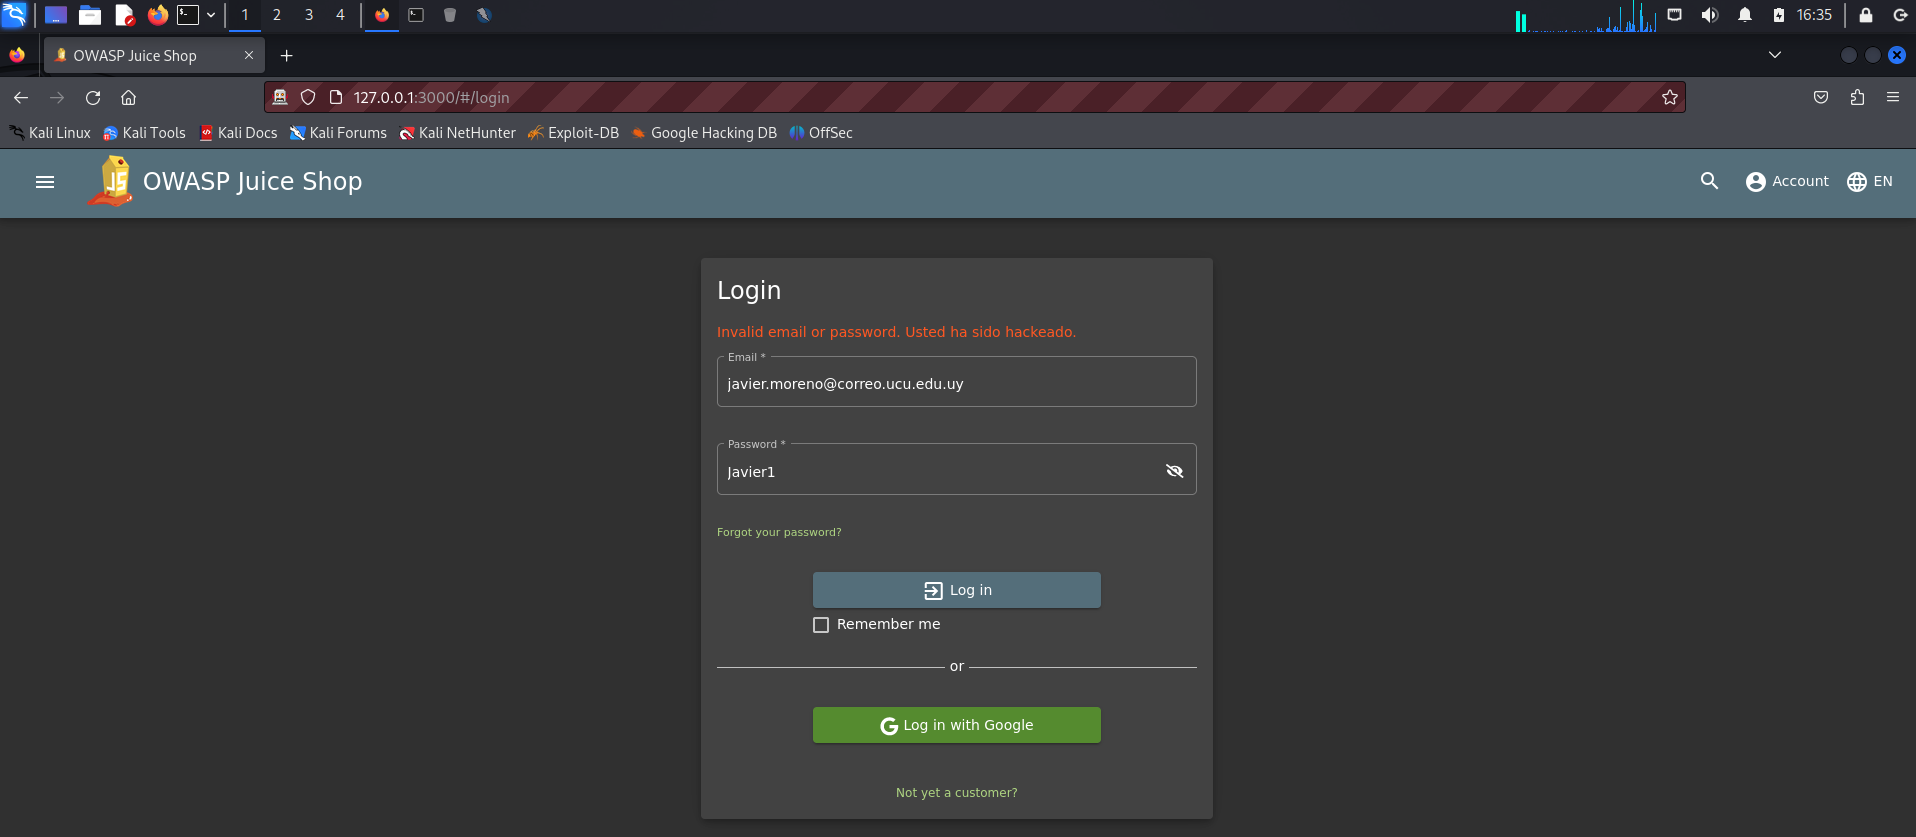 1 2 3 4 16:35
OWASP Juice Shop
127.0.0.1:3000/#/login
Kali Linux Kali Tools Kali Docs Kali Forums Kali NetHunter Exploit-DB Google Hacking DB OffSec
OWASP Juice Shop Account EN
Login
Invalid email or password. Usted ha sido hackeado.
Email *
javier.moreno@correo.ucu.edu.uy
Password *
Javier1
Forgot your password?
Log in
Remember me
or
Log in with Google
Not yet a customer?